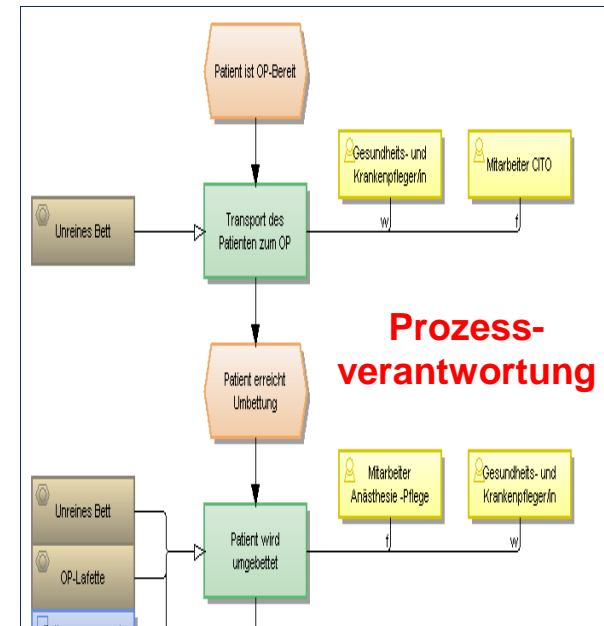 Patient ist OP-Bereit
Gesundheits- und
Krankenpfleger/in
Mitarbeiter CITO
Unreines Bett
Transport des
Patienten zum OP
w
f
Prozess-
verantwortung
Patient erreicht
Umbettung
Mitarbeiter
Anästhesie -Pflege
Gesundheits- und
Krankenpfleger/in
Unreines Bett
Patient wird
umgebettet
f
w
OP-Lafette